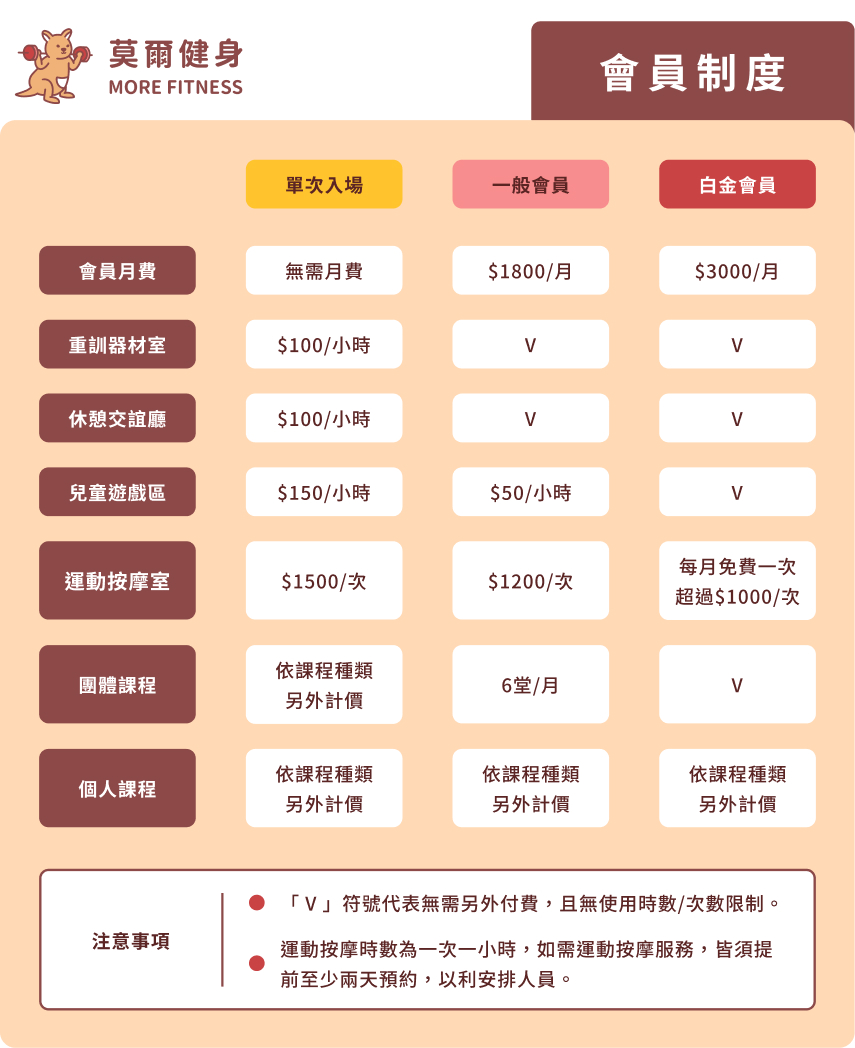 莫爾健身
MORE FITNESS
會員制度
單次入場 一般會員 白金會員
會員月費 無需月費 $1800/月 $3000/月
重訓器材室 $100/小時 V V
休憩交誼廳 $100/小時 V V
兒童遊戲區 $150/小時 $50/小時 V
運動按摩室 $1500/次 $1200/次 每月免費一次
超過$1000/次
團體課程 依課程種類
另外計價 6堂/月 V
個人課程 依課程種類
另外計價 依課程種類
另外計價 依課程種類
另外計價
注意事項
「 V 」符號代表無需另外付費，且無使用時數/次數限制。
運動按摩時數為一次一小時，如需運動按摩服務，皆須提
前至少兩天預約，以利安排人員。